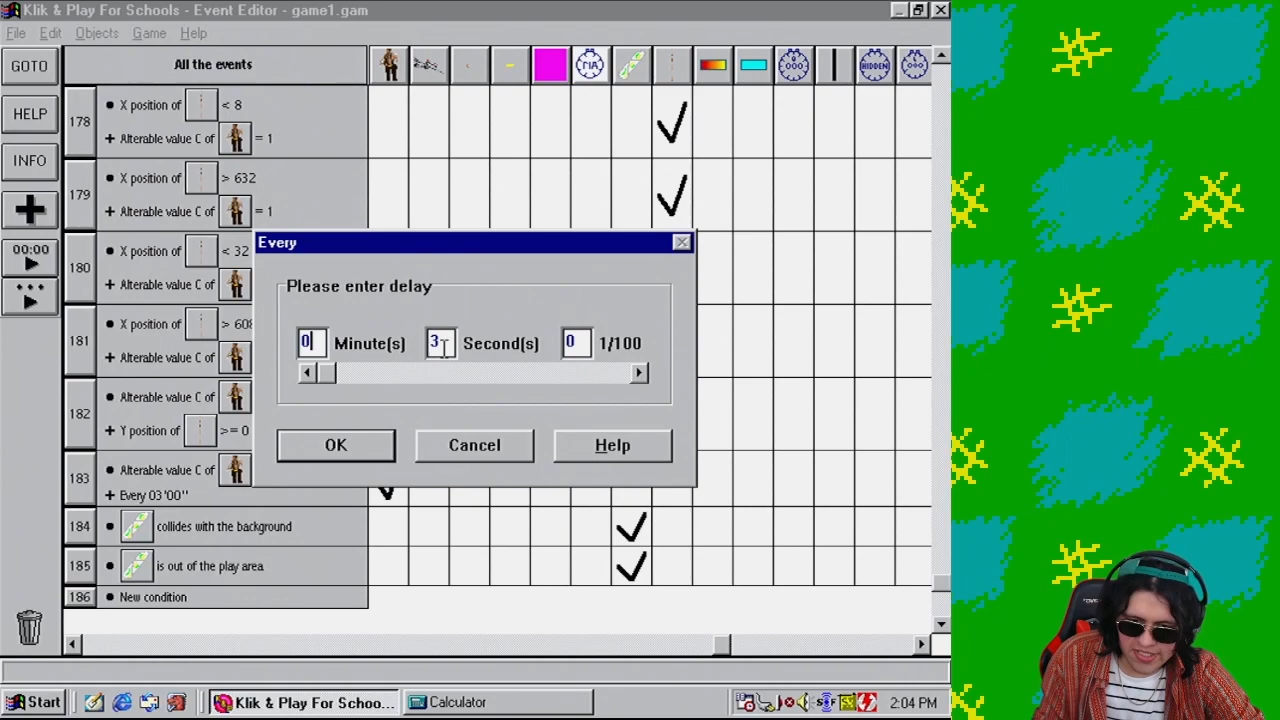 Klik & Play For Schools - Event Editor - game1.gam
File Edit Objects Game Help
GOTO
HELP
INFO
00:00
All the events
HIDDEN
178
X position of < 8
+ Alterable value C of = 1
179
X position of > 632
+ Alterable value C of = 1
180
X position of < 32
+ Alterable value C of
181
X position of > 608
+ Alterable value C of
182
Alterable value C of
+ Y position of >= 0
183
Alterable value C of
+ Every 03 '00''
184
collides with the background
185
is out of the play area
186
New condition
Every
Please enter delay
0 Minute(s) 3 Second(s) 0 1/100
OK Cancel Help
Start Klik & Play For Schoo... Calculator 2:04 PM